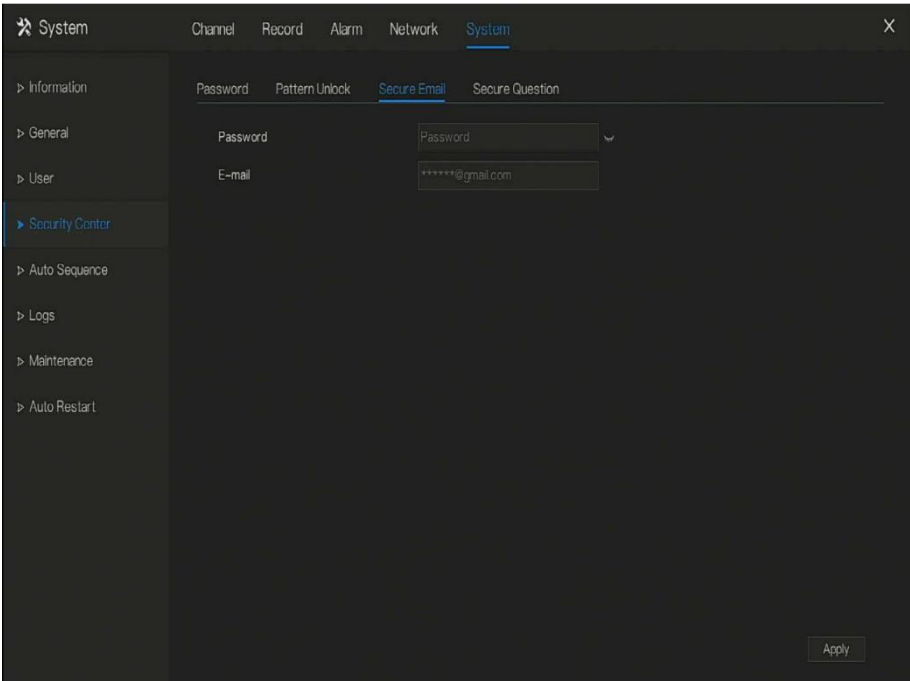 System Channel Record Alarm Network System X
Information
Password Pattern Unlock Secure Email Secure Question
General
Password Password
E-mail ******@gmail.com
User
Security Center
Auto Sequence
Logs
Maintenance
Auto Restart
Apply